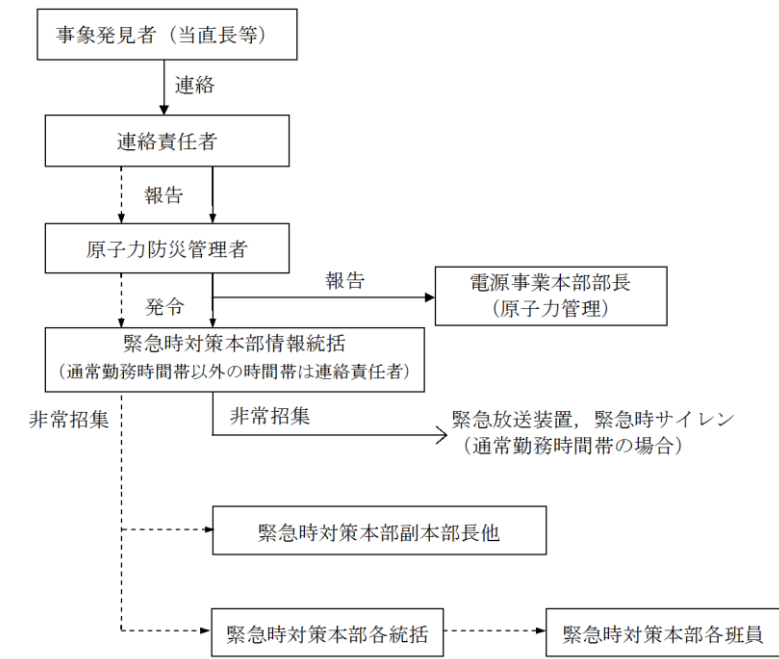 事象発見者（当直長等）
連絡
連絡責任者
報告
原子力防災管理者
報告
電源事業本部部長
（原子力管理）
発令
緊急時対策本部情報統括
（通常勤務時間帯以外の時間帯は連絡責任者）
非常招集
非常招集
緊急放送装置，緊急時サイレン
（通常勤務時間帯の場合）
緊急時対策本部副本部長他
緊急時対策本部各統括
緊急時対策本部各班員